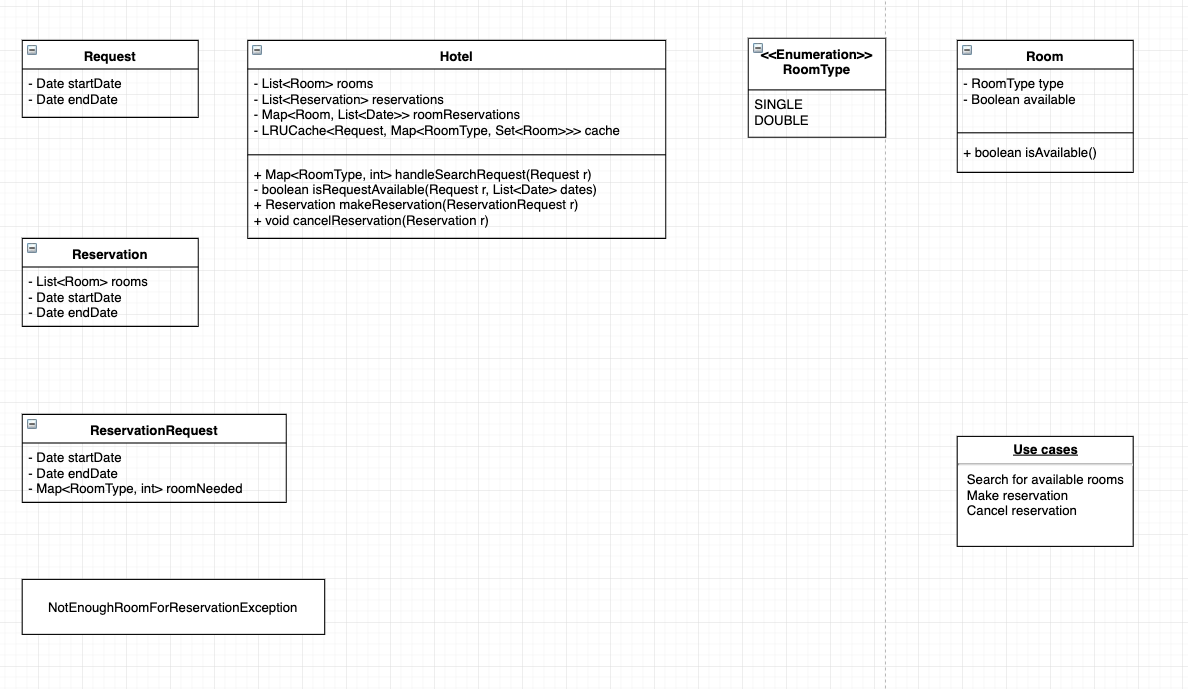 Request
- Date startDate
- Date endDate
Hotel
- List<Room> rooms
- List<Reservation> reservations
- Map<Room, List<Date>> roomReservations
- LRUCache<Request, Map<RoomType, Set<Room>>> cache
+ Map<RoomType, int> handleSearchRequest(Request r)
- boolean isRequestAvailable(Request r, List<Date> dates)
+ Reservation makeReservation(ReservationRequest r)
+ void cancelReservation(Reservation r)
<<Enumeration>>
RoomType
SINGLE
DOUBLE
Room
- RoomType type
- Boolean available
+ boolean isAvailable()
Reservation
- List<Room> rooms
- Date startDate
- Date endDate
ReservationRequest
- Date startDate
- Date endDate
- Map<RoomType, int> roomNeeded
Use cases
Search for available rooms
Make reservation
Cancel reservation
NotEnoughRoomForReservationException